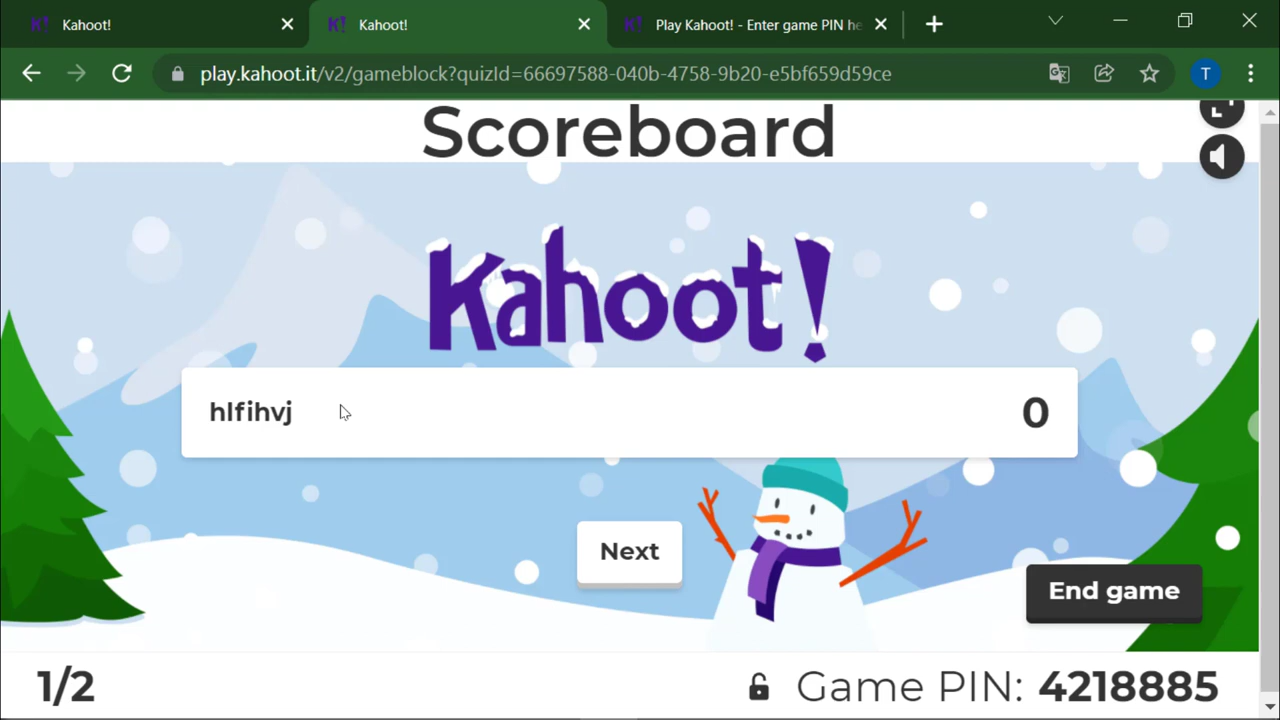 Kahoot!
Kahoot!
Play Kahoot! - Enter game PIN he
play.kahoot.it/v2/gameblock?quizId=66697588-040b-4758-9b20-e5bf659d59ce
T
Scoreboard
Kahoot!
hlfihvj
0
Next
End game
1/2
Game PIN: 4218885